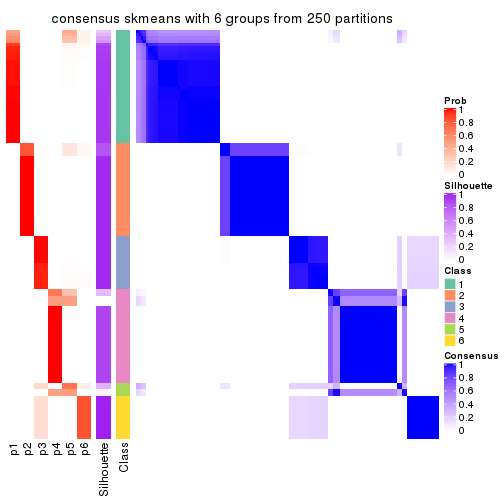 consensus skmeans with 6 groups from 250 partitions
Prob
1
0.8
0.6
0.4
0.2
0
Silhouette
1
0.8
0.6
0.4
0.2
0
Class
1
2
3
4
5
6
Consensus
1
0.8
0.6
0.4
0.2
0
p1
p2
p3
p4
p5
p6
Silhouette
Class